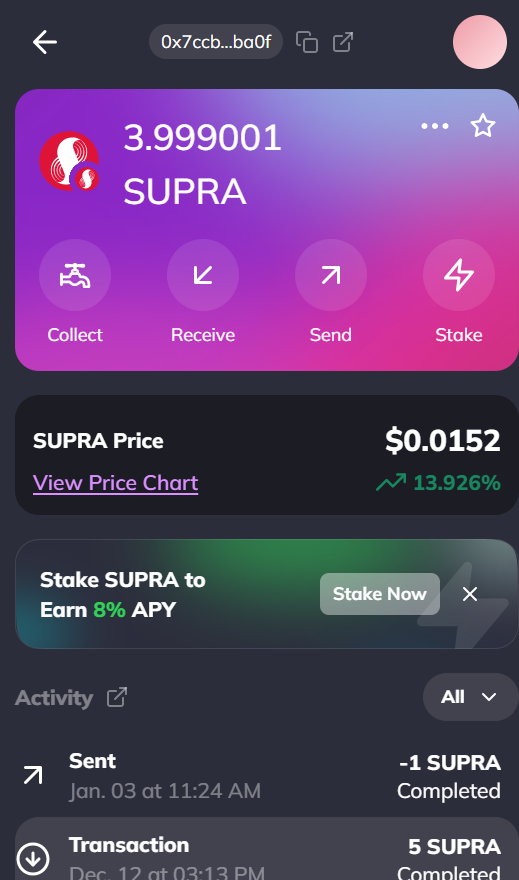 0x7ccb...ba0f
3.999001
SUPRA
Collect
Receive
Send
Stake
SUPRA Price
$0.0152
View Price Chart
13.926%
Stake SUPRA to
Earn 8% APY
Stake Now
Activity
All
Sent
-1 SUPRA
Jan. 03 at 11:24 AM
Completed
Transaction
5 SUPRA
Dec. 12 at 03:13 PM
Completed